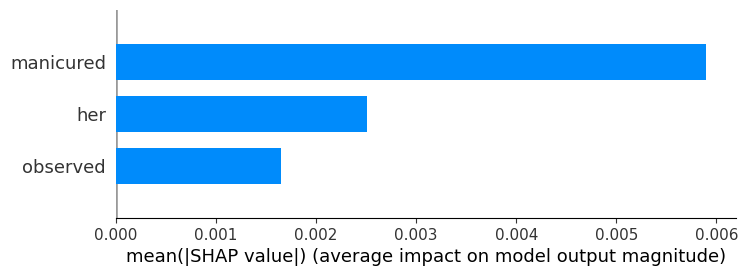 manicured
her
observed
0.000 0.001 0.002 0.003 0.004 0.005 0.006
mean(|SHAP value|) (average impact on model output magnitude)